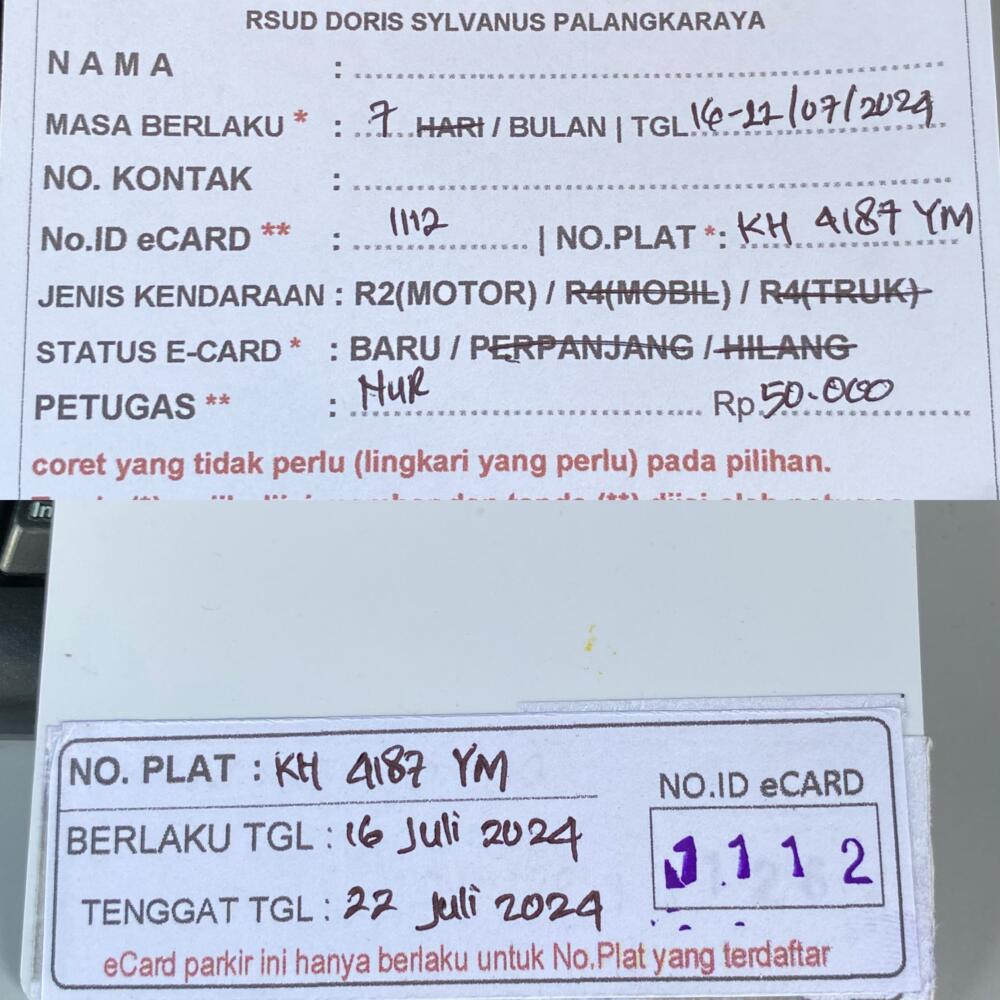 RSUD DORIS SYLVANUS PALANGKARAYA
NAMA :
MASA BERLAKU * : 7 HARI / BULAN | TGL 16-22/07/2024
NO. KONTAK :
No.ID eCARD ** : 1112 | NO.PLAT *: KH 4187 YM
JENIS KENDARAAN : R2(MOTOR) / R4(MOBIL) / R4(TRUK)
STATUS E-CARD * : BARU / PERPANJANG / HILANG
PETUGAS ** : NUR Rp 50.000
coret yang tidak perlu (lingkari yang perlu) pada pilihan.
In
NO. PLAT : KH 4187 YM
BERLAKU TGL : 16 Juli 2024
TENGGAT TGL : 22 Juli 2024
NO.ID eCARD
1112
eCard parkir ini hanya berlaku untuk No.Plat yang terdaftar